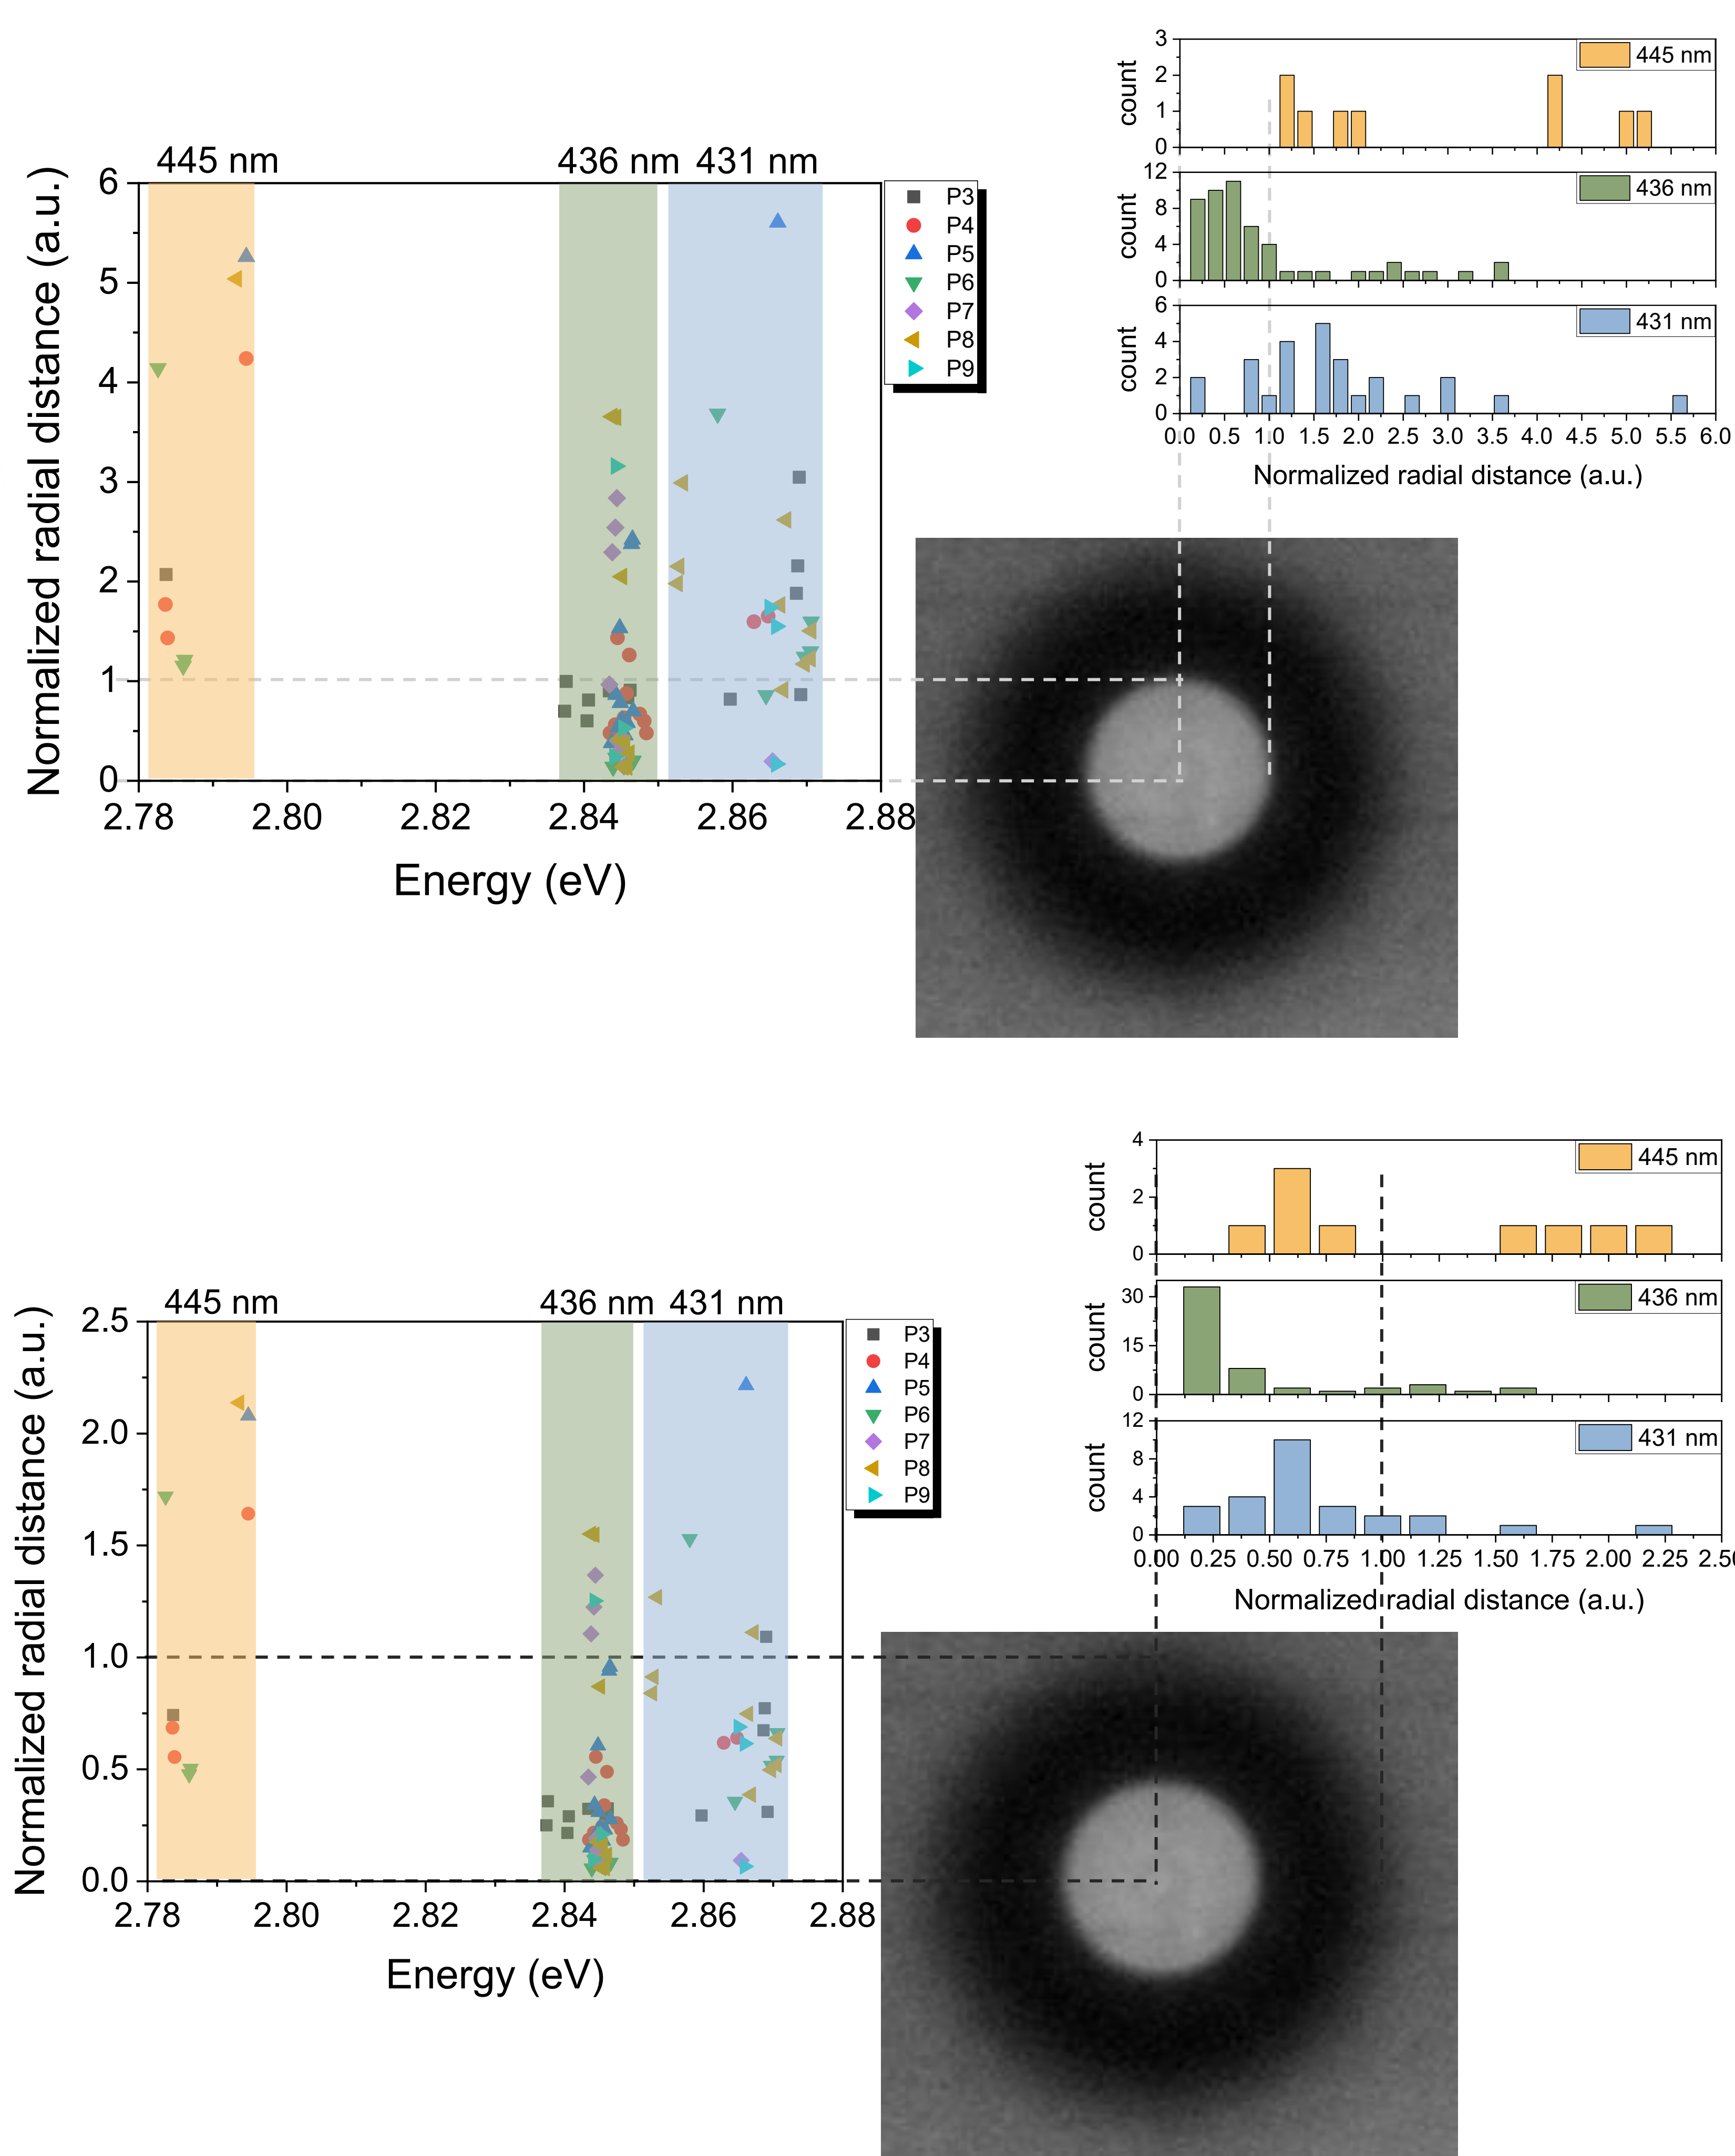 3
2
1
0
count
445 nm
12
8
4
0
count
436 nm
6
4
2
0
count
431 nm
0.0 0.5 1.0 1.5 2.0 2.5 3.0 3.5 4.0 4.5 5.0 5.5 6.0
Normalized radial distance (a.u.)
445 nm 436 nm 431 nm
6
5
4
3
2
1
0
Normalized radial distance (a.u.)
P3
P4
P5
P6
P7
P8
P9
2.78 2.80 2.82 2.84 2.86 2.88
Energy (eV)
4
2
0
count
445 nm
30
15
0
count
436 nm
12
8
4
0
count
431 nm
0.00 0.25 0.50 0.75 1.00 1.25 1.50 1.75 2.00 2.25 2.50
Normalized radial distance (a.u.)
445 nm 436 nm 431 nm
2.5
2.0
1.5
1.0
0.5
0.0
Normalized radial distance (a.u.)
P3
P4
P5
P6
P7
P8
P9
2.78 2.80 2.82 2.84 2.86 2.88
Energy (eV)